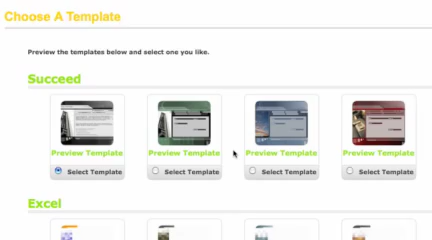 Choose A Template
Preview the templates below and select one you like.
Succeed
Preview Template Preview Template Preview Template Preview Template
Select Template Select Template Select Template Select Template
Excel